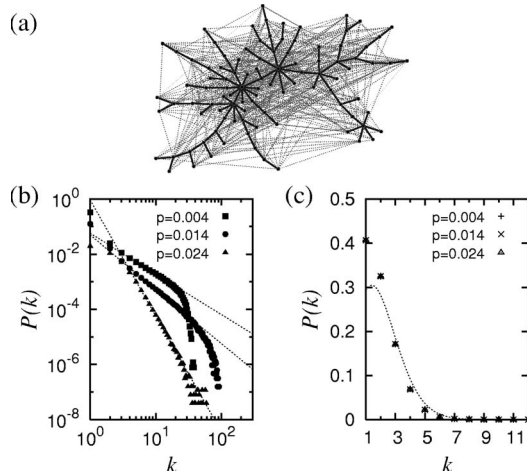 (a)
(b)
(c)
10^0
10^-2
10^-4
10^-6
10^-8
P(k)
p=0.004
p=0.014
p=0.024
10^0 10^1 10^2
k
0.5
0.4
0.3
0.2
0.1
0
P(k)
p=0.004
p=0.014
p=0.024
1 3 5 7 9 11
k